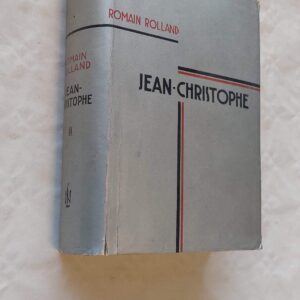 ROMAIN ROLLAND
JEAN-CHRISTOPHE
ROMAIN
ROLLAND
JEAN-
CHRISTOPHE
II